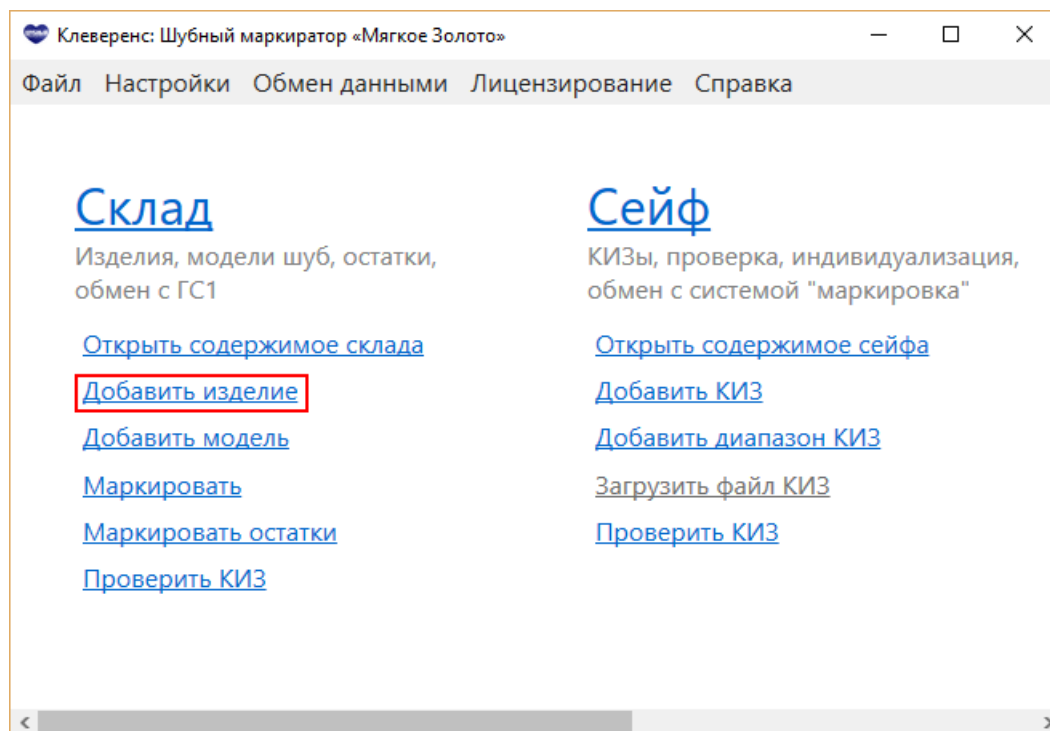 Клеверенс: Шубный маркиратор «Мягкое Золото»
Файл Настройки Обмен данными Лицензирование Справка
Склад
Изделия, модели шуб, остатки,
обмен с ГС1
Открыть содержимое склада
Добавить изделие
Добавить модель
Маркировать
Маркировать остатки
Проверить КИЗ
Сейф
КИЗы, проверка, индивидуализация,
обмен с системой "маркировка"
Открыть содержимое сейфа
Добавить КИЗ
Добавить диапазон КИЗ
Загрузить файл КИЗ
Проверить КИЗ